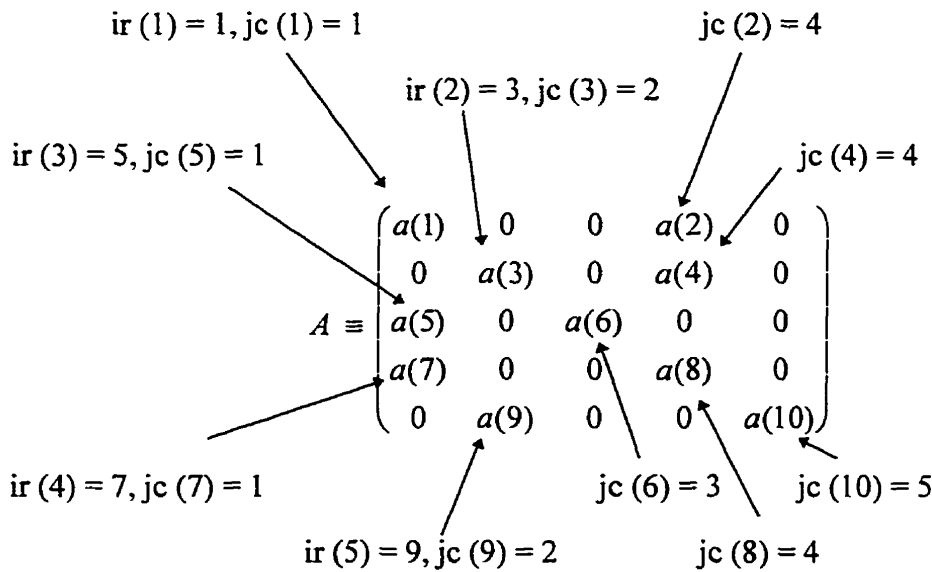 ir (1) = 1, jc (1) = 1 jc (2) = 4
ir (2) = 3, jc (3) = 2
ir (3) = 5, jc (5) = 1 jc (4) = 4
a(1) 0 0 a(2) 0
0 a(3) 0 a(4) 0
A ≡ a(5) 0 a(6) 0 0
a(7) 0 0 a(8) 0
0 a(9) 0 0 a(10)
ir (4) = 7, jc (7) = 1 jc (6) = 3 jc (10) = 5
ir (5) = 9, jc (9) = 2 jc (8) = 4